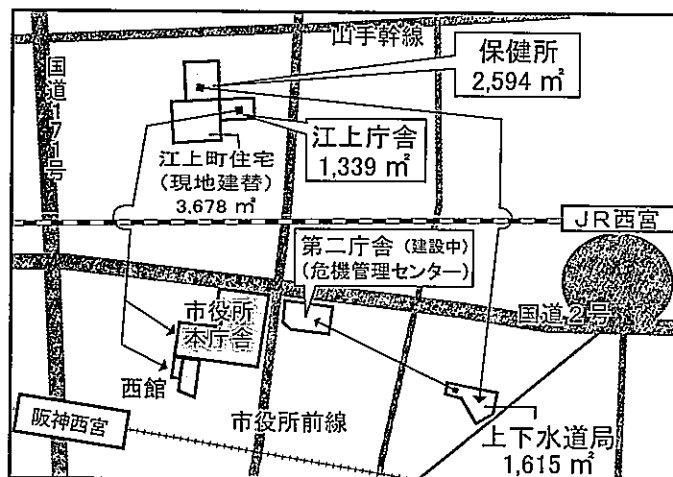 山手幹線
国道171号
保健所
2,594 ㎡
江上庁舎
1,339 ㎡
江上町住宅
(現地建替)
3,678 ㎡
JR西宮
第二庁舎 (建設中)
(危機管理センター)
国道2号
市役所
本庁舎
西館
市役所前線
阪神西宮
上下水道局
1,615 ㎡